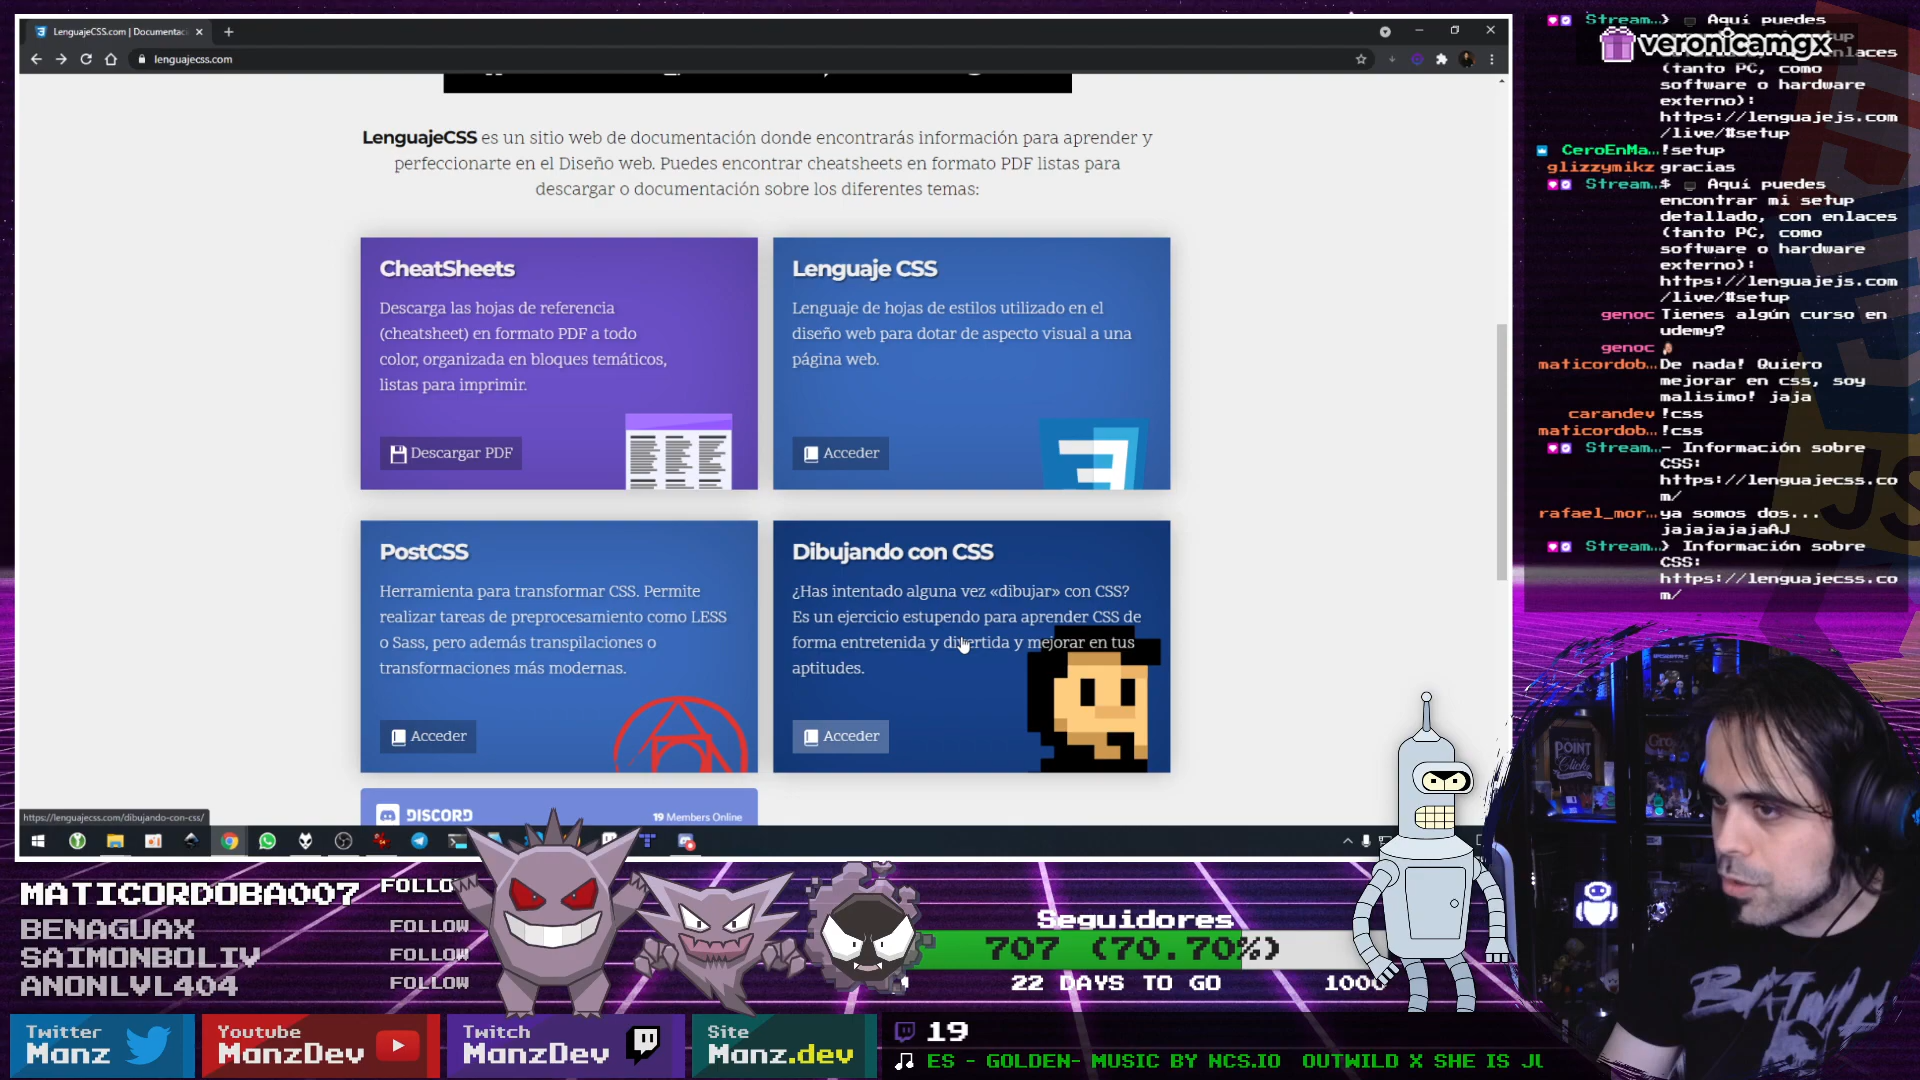 LenguajeCSS.com | Documentac
lenguajecss.com
LenguajeCSS es un sitio web de documentación donde encontrarás información para aprender y
perfeccionarte en el Diseño web. Puedes encontrar cheatsheets en formato PDF listas para
descargar o documentación sobre los diferentes temas:
CheatSheets
Descarga las hojas de referencia
(cheatsheet) en formato PDF a todo
color, organizada en bloques temáticos,
listas para imprimir.
Descargar PDF
Lenguaje CSS
Lenguaje de hojas de estilos utilizado en el
diseño web para dotar de aspecto visual a una
página web.
Acceder
PostCSS
Herramienta para transformar CSS. Permite
realizar tareas de preprocesamiento como LESS
o Sass, pero además transpilaciones o
transformaciones más modernas.
Acceder
Dibujando con CSS
¿Has intentado alguna vez «dibujar» con CSS?
Es un ejercicio estupendo para aprender CSS de
forma entretenida y divertida y mejorar en tus
aptitudes.
Acceder
DISCORD
19 Members Online
https://lenguajecss.com/dibujando-con-css/
Stream… Aquí puedes
veronicamgx
enlaces
(tanto PC, como
software o hardware
externo):
https://lenguajejs.com
/live/#setup
CeroEnMa… !setup
glizzymikz gracias
Stream… Aquí puedes
encontrar mi setup
detallado, con enlaces
(tanto PC, como
software o hardware
externo):
https://lenguajejs.com
/live/#setup
genoc Tienes algún curso en
udemy?
genoc
maticordob… De nada! Quiero
mejorar en css, soy
malisimo! jaja
carandev !css
maticordob… !css
Stream… - Información sobre
CSS:
https://lenguajecss.co
m/
rafael_mor… ya somos dos...
jajajajajaAJ
Stream… ) Información sobre
CSS:
https://lenguajecss.co
m/
POINT
Click
MATICORDOBA007 FOLLO
BENAGUAX FOLLOW
SAIMONBOLIV FOLLOW
ANONLVL404 FOLLOW
Seguidores
707 (70.70%)
22 DAYS TO GO
1000
Twitter
Manz
Youtube
ManzDev
Twitch
ManzDev
Site
Manz.dev
19
ES - GOLDEN- MUSIC BY NCS.IO OUTWILD X SHE IS JU